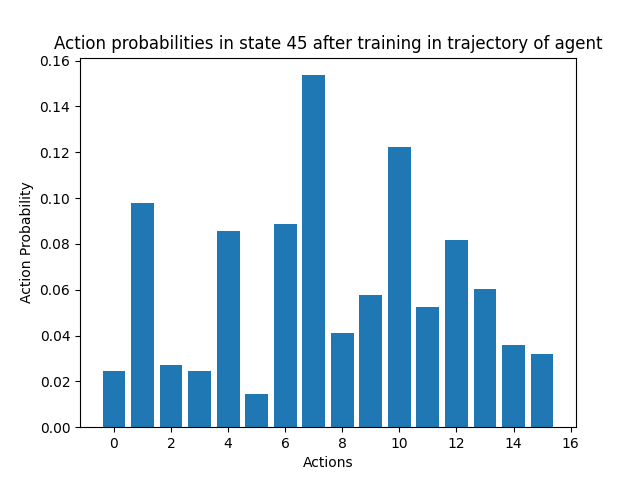 Action probabilities in state 45 after training in trajectory of agent
0.16
0.14
0.12
0.10
0.08
0.06
0.04
0.02
0.00
Action Probability
0 2 4 6 8 10 12 14 16
Actions